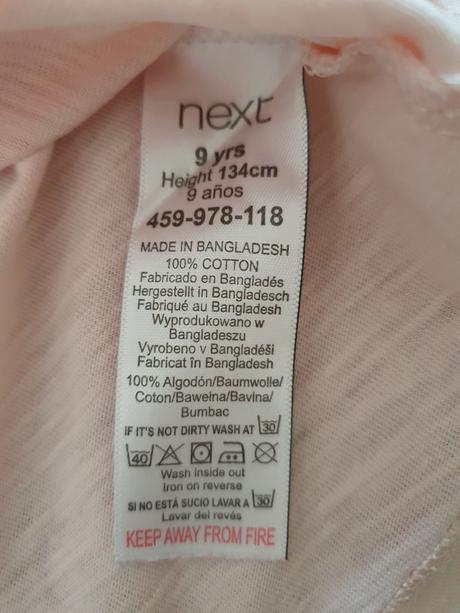 next
9 yrs
Height 134cm
9 años
459-978-118
MADE IN BANGLADESH
100% COTTON
Fabricado en Bangladés
Hergestellt in Bangladesch
Fabriqué au Bangladesh
Wyprodukowano w
Bangladeszu
Vyrobeno v Bangladéši
Fabricat în Bangladesh
100% Algodón/Baumwolle/
Coton/Bawełna/Bavlna/
Bumbac
IF IT'S NOT DIRTY WASH AT 30
40
Wash inside out
Iron on reverse
SI NO ESTÁ SUCIO LAVAR A 30
Lavar del revés
KEEP AWAY FROM FIRE